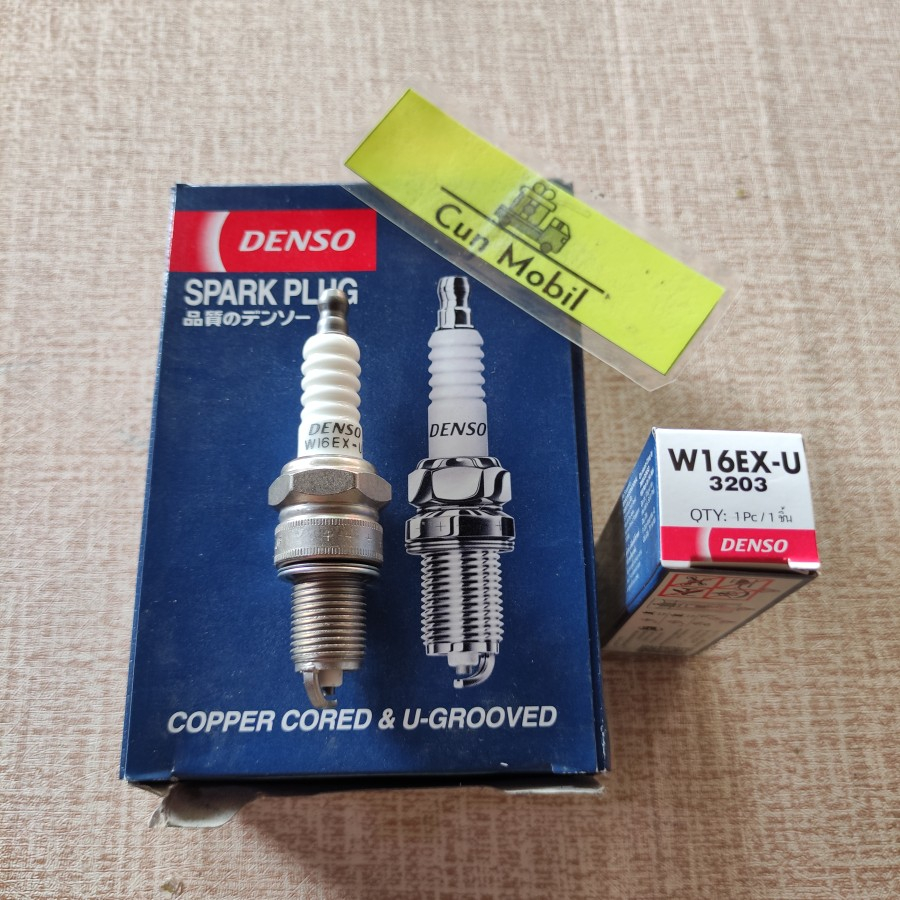 DENSO
SPARK PLUG
品質のデンソー
DENSO
W16EX-U
DENSO
COPPER CORED & U-GROOVED
Cun Mobil
W16EX-U
3203
QTY: 1 Pc / 1 ชิ้น
DENSO